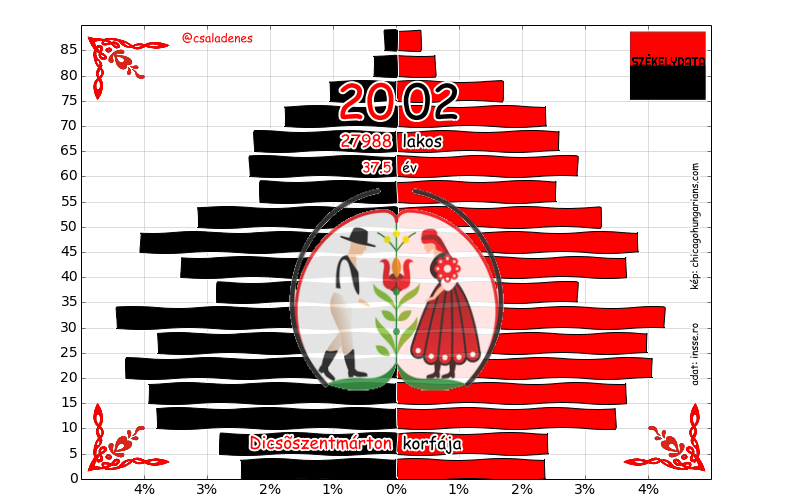 @csaladenes
SZÉKELYDATA
2002
27988 lakos
37.5 év
kép: chicagohungarians.com
adat: insse.ro
Dicsőszentmárton korfája
85
80
75
70
65
60
55
50
45
40
35
30
25
20
15
10
5
0
4% 3% 2% 1% 0% 1% 2% 3% 4%